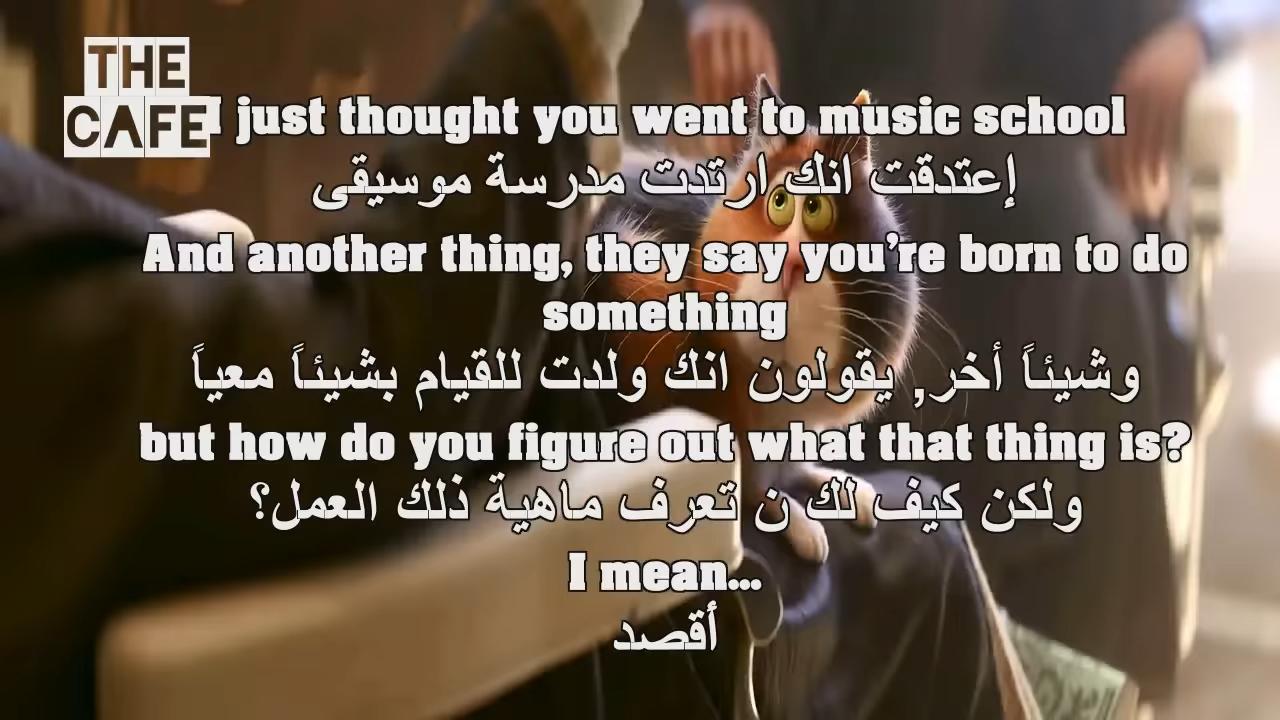 THE
CAFE
I just thought you went to music school
إعتدقت انك ارتدت مدرسة موسيقى
And another thing, they say you're born to do
something
وشيئاً أخر, يقولون انك ولدت للقيام بشيئاً معياً
but how do you figure out what that thing is?
ولكن كيف لك ن تعرف ماهية ذلك العمل؟
I mean...
أقصد